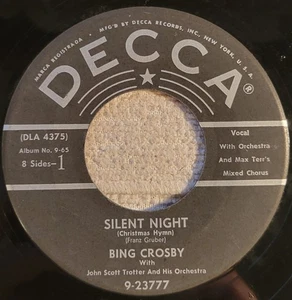 MARCA REGISTRADA · MF'D BY DECCA RECORDS, INC., NEW YORK, U. S. A.
DECCA®
(DLA 4375)
Album No. 9-65
8 Sides-1
Vocal
With Orchestra
And Max Terr's
Mixed Chorus
SILENT NIGHT
(Christmas Hymn)
(Franz Gruber)
BING CROSBY
With
John Scott Trotter And His Orchestra
9-23777